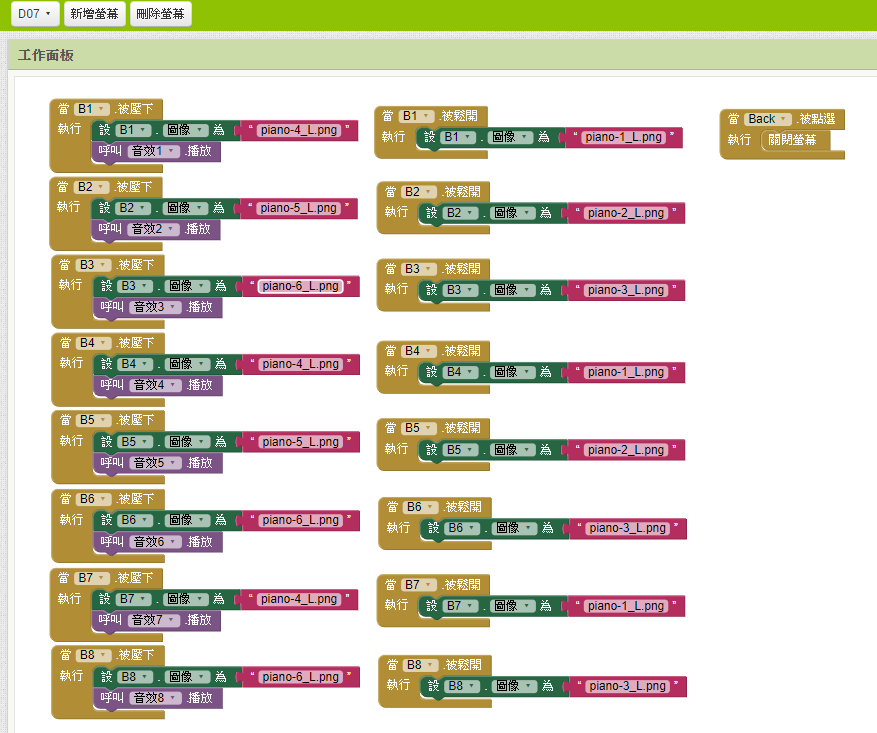 D07 新增螢幕 刪除螢幕
工作面板
當 B1 .被壓下
執行 設 B1 . 圖像 為 “ piano-4_L.png ”
呼叫 音效1 .播放
當 B2 .被壓下
執行 設 B2 . 圖像 為 “ piano-5_L.png ”
呼叫 音效2 .播放
當 B3 .被壓下
執行 設 B3 . 圖像 為 “ piano-6_L.png ”
呼叫 音效3 .播放
當 B4 .被壓下
執行 設 B4 . 圖像 為 “ piano-4_L.png ”
呼叫 音效4 .播放
當 B5 .被壓下
執行 設 B5 . 圖像 為 “ piano-5_L.png ”
呼叫 音效5 .播放
當 B6 .被壓下
執行 設 B6 . 圖像 為 “ piano-6_L.png ”
呼叫 音效6 .播放
當 B7 .被壓下
執行 設 B7 . 圖像 為 “ piano-4_L.png ”
呼叫 音效7 .播放
當 B8 .被壓下
執行 設 B8 . 圖像 為 “ piano-6_L.png ”
呼叫 音效8 .播放
當 B1 .被鬆開
執行 設 B1 . 圖像 為 “ piano-1_L.png ”
當 B2 .被鬆開
執行 設 B2 . 圖像 為 “ piano-2_L.png ”
當 B3 .被鬆開
執行 設 B3 . 圖像 為 “ piano-3_L.png ”
當 B4 .被鬆開
執行 設 B4 . 圖像 為 “ piano-1_L.png ”
當 B5 .被鬆開
執行 設 B5 . 圖像 為 “ piano-2_L.png ”
當 B6 .被鬆開
執行 設 B6 . 圖像 為 “ piano-3_L.png ”
當 B7 .被鬆開
執行 設 B7 . 圖像 為 “ piano-1_L.png ”
當 B8 .被鬆開
執行 設 B8 . 圖像 為 “ piano-3_L.png ”
當 Back .被點選
執行 關閉螢幕